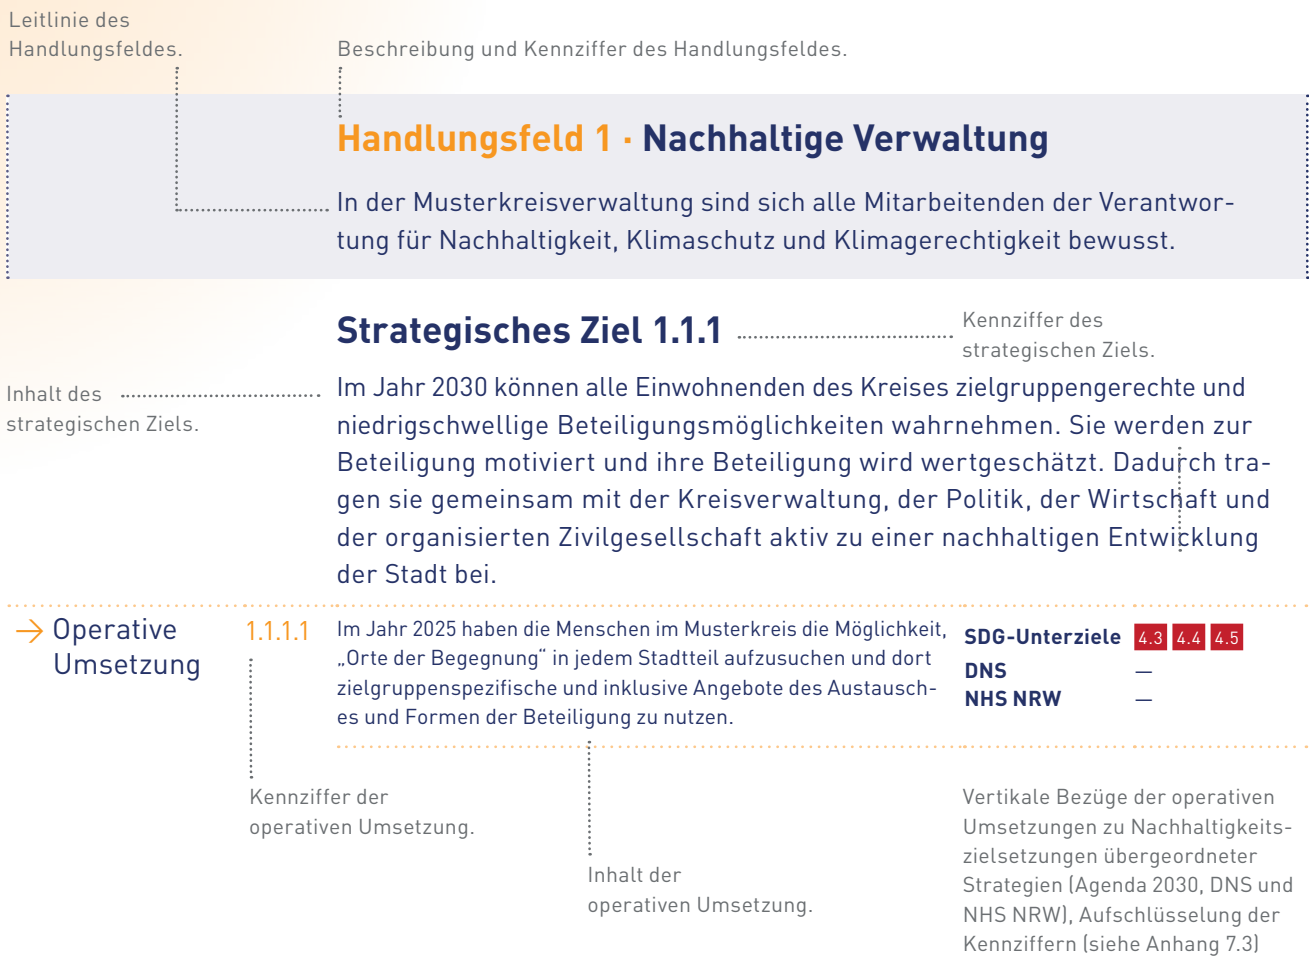 Leitlinie des
Handlungsfeldes.
Beschreibung und Kennziffer des Handlungsfeldes.
Handlungsfeld 1 · Nachhaltige Verwaltung
In der Musterkreisverwaltung sind sich alle Mitarbeitenden der Verantwor-
tung für Nachhaltigkeit, Klimaschutz und Klimagerechtigkeit bewusst.
Strategisches Ziel 1.1.1
Kennziffer des
strategischen Ziels.
Inhalt des
strategischen Ziels.
Im Jahr 2030 können alle Einwohnenden des Kreises zielgruppengerechte und
niedrigschwellige Beteiligungsmöglichkeiten wahrnehmen. Sie werden zur
Beteiligung motiviert und ihre Beteiligung wird wertgeschätzt. Dadurch tra-
gen sie gemeinsam mit der Kreisverwaltung, der Politik, der Wirtschaft und
der organisierten Zivilgesellschaft aktiv zu einer nachhaltigen Entwicklung
der Stadt bei.
→ Operative
Umsetzung
1.1.1.1
Im Jahr 2025 haben die Menschen im Musterkreis die Möglichkeit,
„Orte der Begegnung“ in jedem Stadtteil aufzusuchen und dort
zielgruppenspezifische und inklusive Angebote des Austausch-
es und Formen der Beteiligung zu nutzen.
SDG-Unterziele 4.3 4.4 4.5
DNS —
NHS NRW —
Kennziffer der
operativen Umsetzung.
Inhalt der
operativen Umsetzung.
Vertikale Bezüge der operativen
Umsetzungen zu Nachhaltigkeits-
zielsetzungen übergeordneter
Strategien (Agenda 2030, DNS und
NHS NRW), Aufschlüsselung der
Kennziffern (siehe Anhang 7.3)